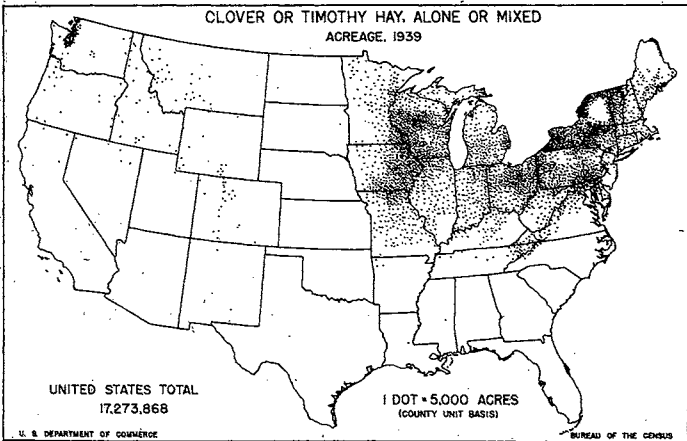 CLOVER OR TIMOTHY HAY, ALONE OR MIXED
ACREAGE, 1939
UNITED STATES TOTAL
17,273,868
1 DOT = 5,000 ACRES
(COUNTY UNIT BASIS)
U. S. DEPARTMENT OF COMMERCE
BUREAU OF THE CENSUS